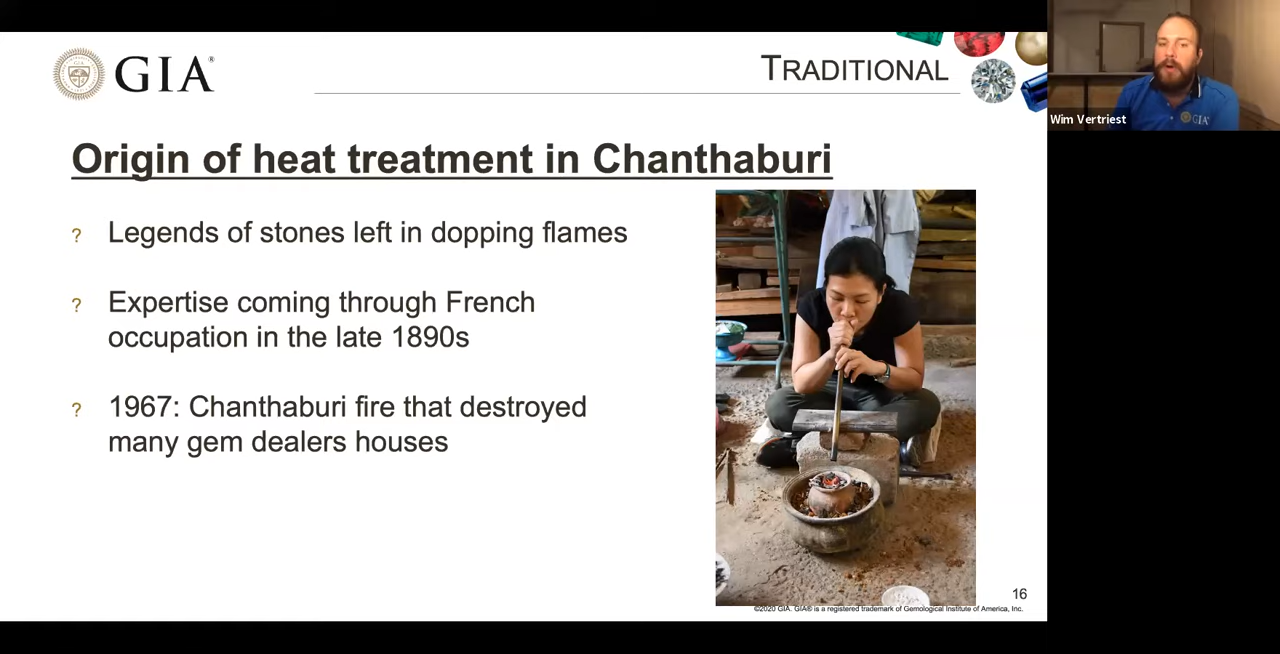 GIA®
TRADITIONAL
Wim Vertriest
GIA
Origin of heat treatment in Chanthaburi
? Legends of stones left in dopping flames
? Expertise coming through French
occupation in the late 1890s
? 1967: Chanthaburi fire that destroyed
many gem dealers houses
16
©2020 GIA. GIA® is a registered trademark of Gemological Institute of America, Inc.